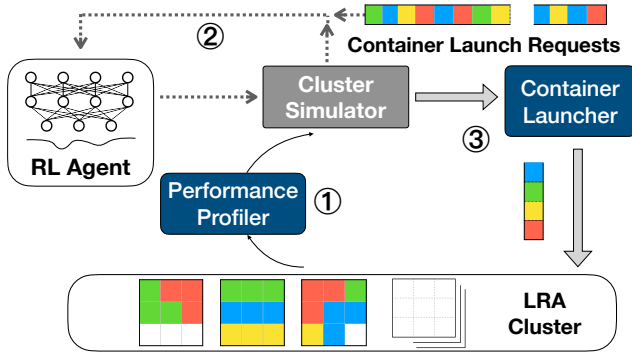 ②
Container Launch Requests
RL Agent
Cluster
Simulator
Container
Launcher
③
Performance
Profiler
①
LRA
Cluster